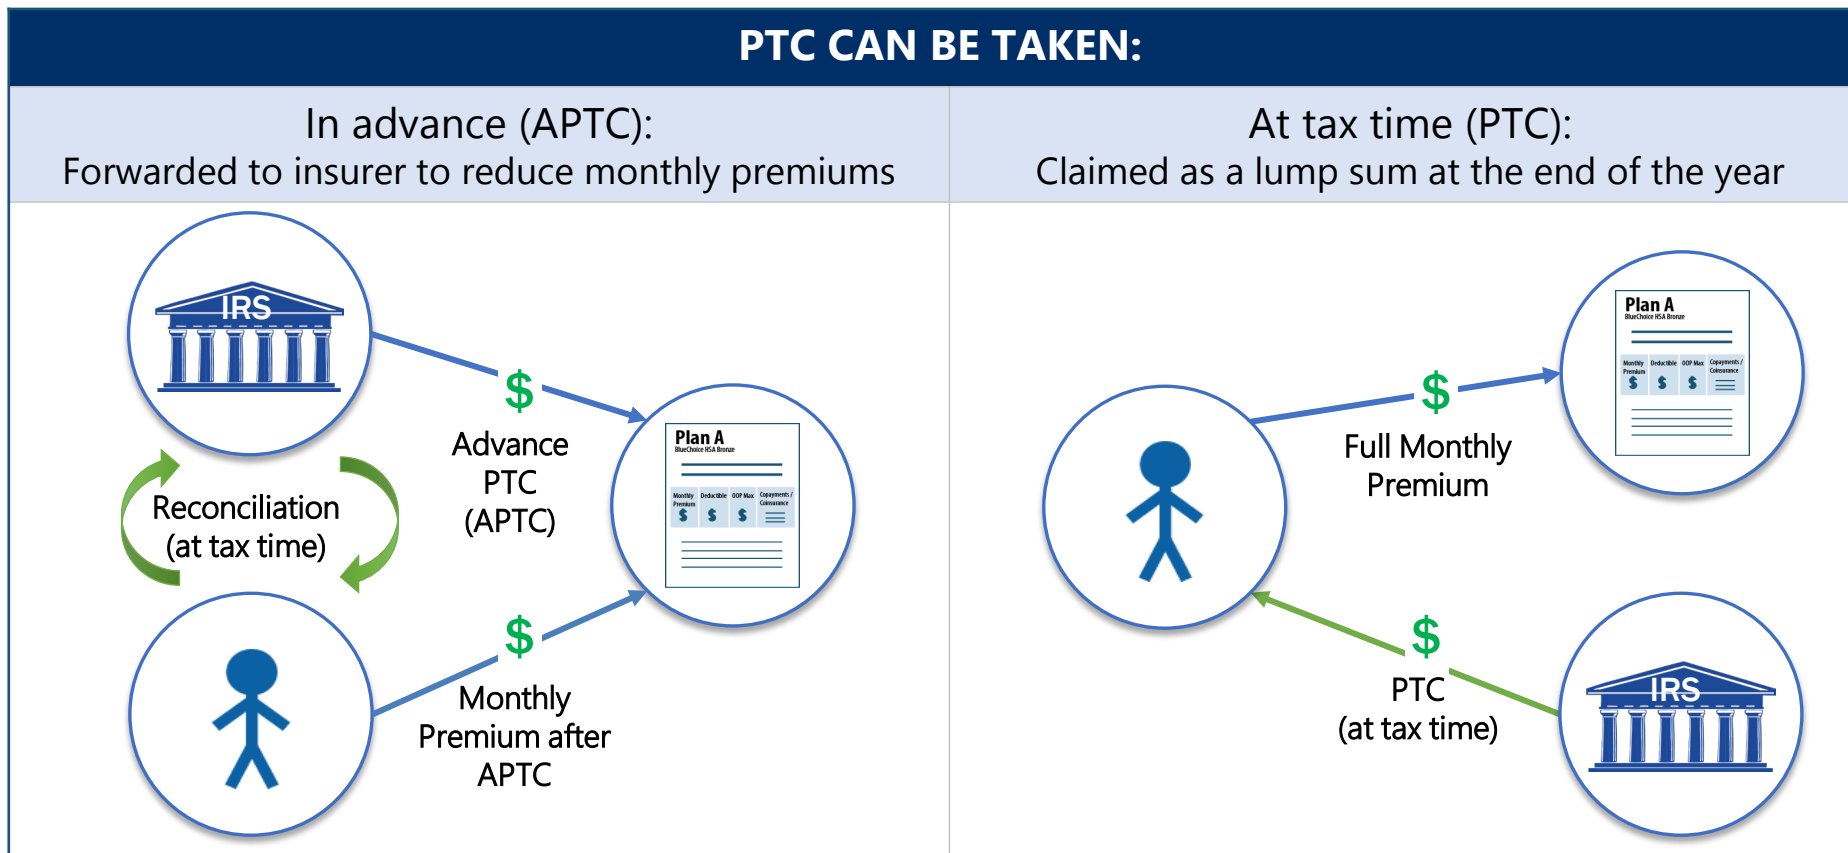 PTC CAN BE TAKEN:
In advance (APTC):
Forwarded to insurer to reduce monthly premiums
At tax time (PTC):
Claimed as a lump sum at the end of the year
IRS
$
Advance
PTC
(APTC)
Reconciliation
(at tax time)
Plan A
BlueChoice HSA Bronze
Monthly
Premium
$
Deductible
$
OOP Max
$
Copayments /
Coinsurance
$
Monthly
Premium after
APTC
$
Full Monthly
Premium
Plan A
BlueChoice HSA Bronze
Monthly
Premium
$
Deductible
$
OOP Max
$
Copayments /
Coinsurance
$
PTC
(at tax time)
IRS